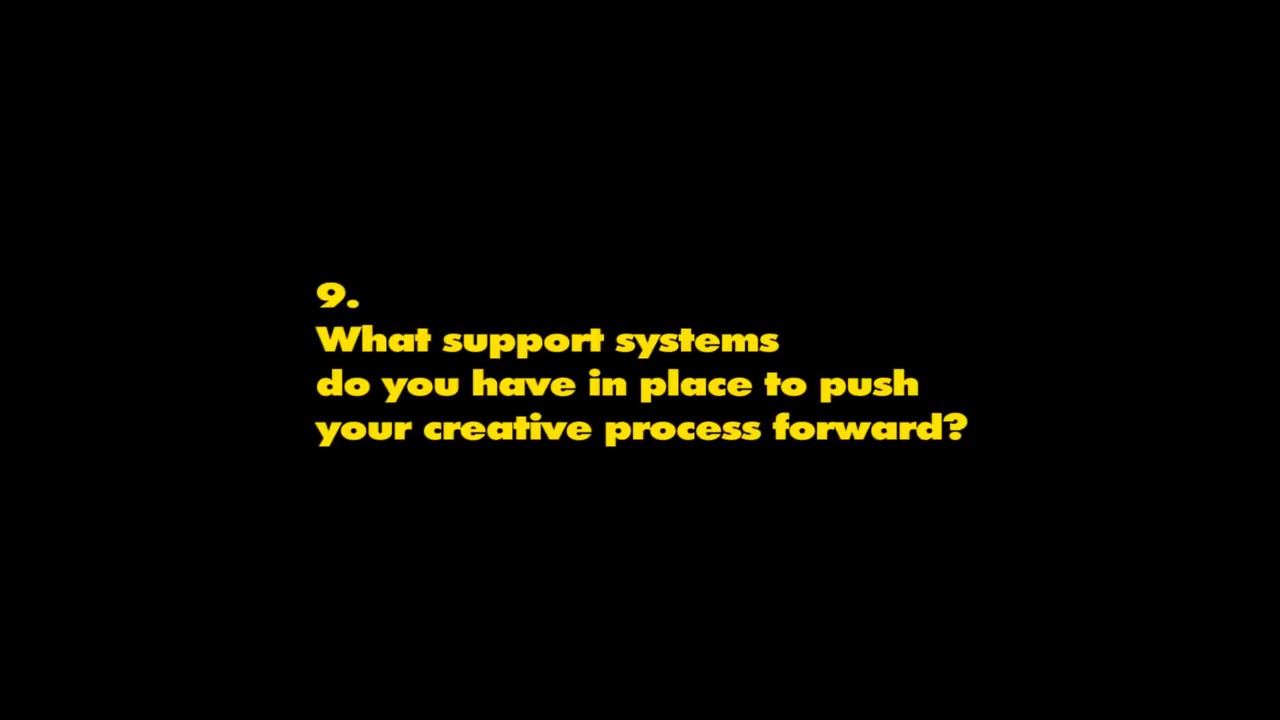 9.
What support systems
do you have in place to push
your creative process forward?